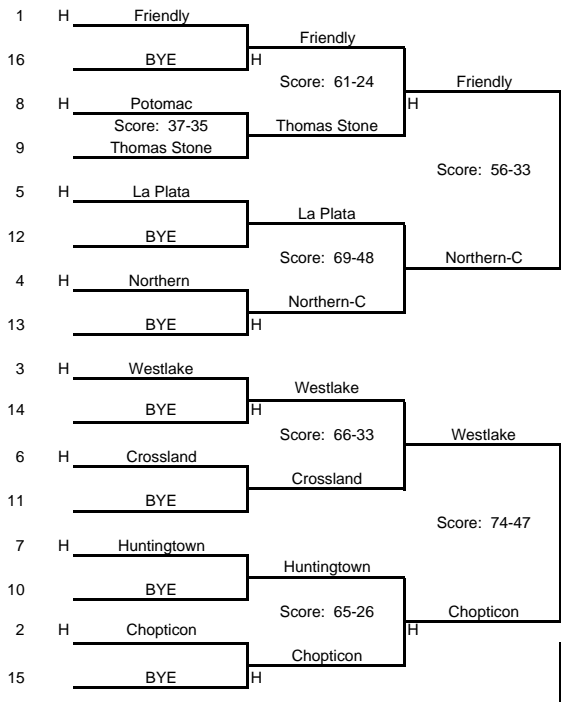 1 H Friendly
Friendly
16 BYE H
Score: 61-24 Friendly
8 H Potomac H
Score: 37-35 Thomas Stone
9 Thomas Stone
Score: 56-33
5 H La Plata
La Plata
12 BYE
Score: 69-48 Northern-C
4 H Northern
Northern-C
13 BYE H
3 H Westlake
Westlake
14 BYE H
Score: 66-33 Westlake
6 H Crossland
Crossland
11 BYE
Score: 74-47
7 H Huntingtown
Huntingtown
10 BYE
Score: 65-26 Chopticon
2 H Chopticon H
Chopticon
15 BYE H